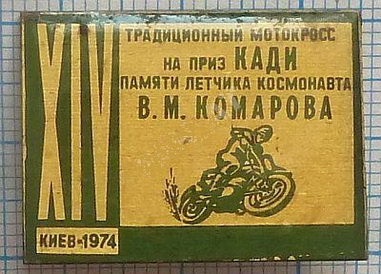 XIV
ТРАДИЦИОННЫЙ МОТОКРОСС
НА ПРИЗ КАДИ
ПАМЯТИ ЛЕТЧИКА КОСМОНАВТА
В.М. КОМАРОВА
КИЕВ-1974